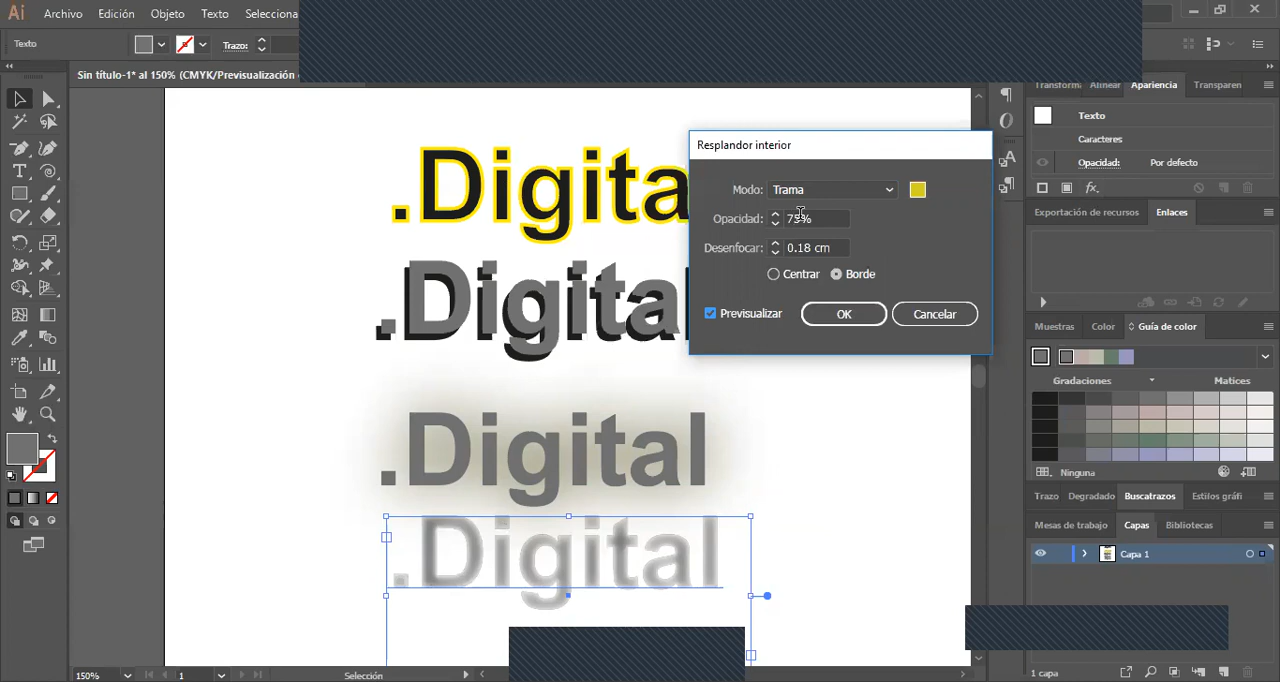 Ai Archivo Edición Objeto Texto Selecciona
Texto Trazo:
Sin título-1* al 150% (CMYK/Previsualización
Transform Alinear Apariencia Transparen
Texto
Caracteres
Opacidad: Por defecto
fx.
Exportación de recursos Enlaces
Resplandor interior
Modo: Trama
Opacidad: 75%
Desenfocar: 0.18 cm
Centrar Borde
Previsualizar OK Cancelar
.Digita
.Digital
.Digital
.Digital
Muestras Color Guía de color
Gradaciones Matices
Ninguna
Trazo Degradado Buscatrazos Estilos gráfi
Mesas de trabajo Capas Bibliotecas
Capa 1
150% 1 Selección
1 capa